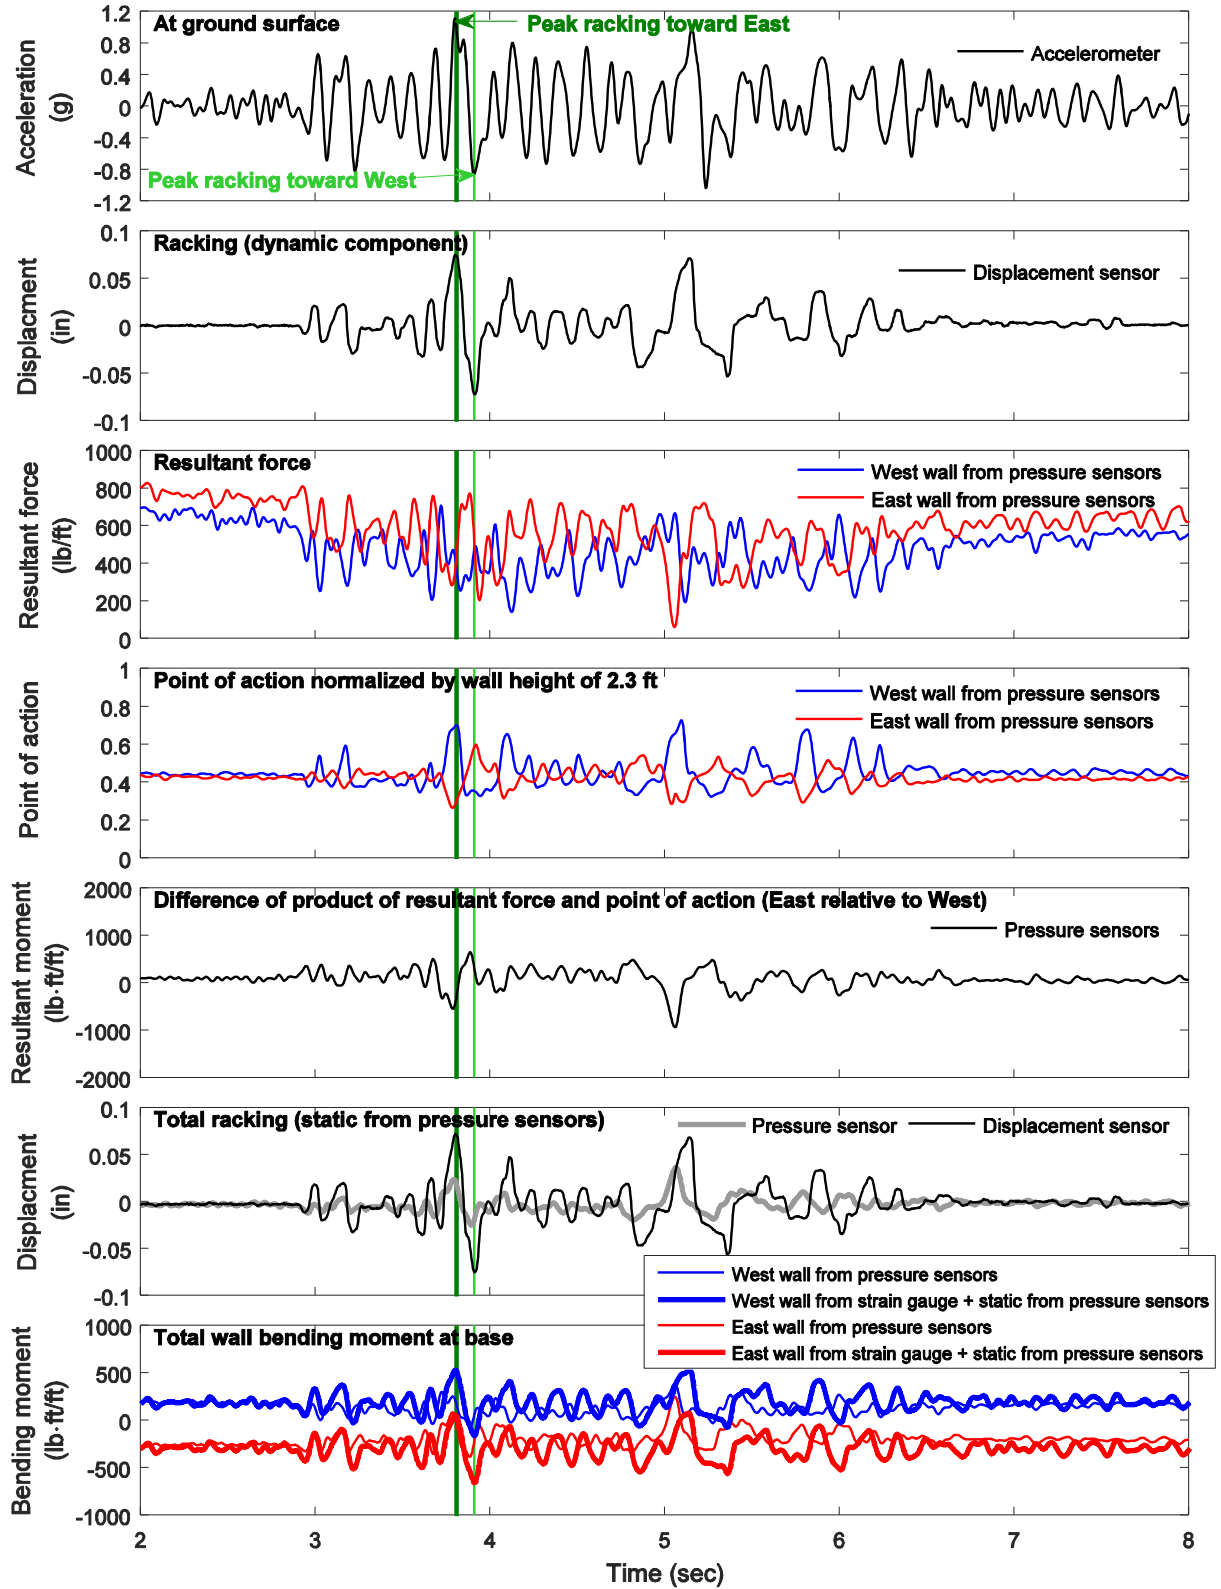 At ground surface
Peak racking toward East
Accelerometer
Peak racking toward West
Acceleration
(g)
1.2
0.8
0.4
0
-0.4
-0.8
-1.2
Racking (dynamic component)
Displacement sensor
Displacment
(in)
0.1
0.05
0
-0.05
-0.1
Resultant force
West wall from pressure sensors
East wall from pressure sensors
Resultant force
(lb/ft)
1000
800
600
400
200
0
2
3
4
5
6
7
8
Point of action normalized by wall height of 2.3 ft
West wall from pressure sensors
East wall from pressure sensors
Point of action
1
0.8
0.6
0.4
0.2
0
Difference of product of resultant force and point of action (East relative to West)
Pressure sensors
Resultant moment
(lb·ft/ft)
2000
1000
0
-1000
-2000
Total racking (static from pressure sensors)
Pressure sensor
Displacement sensor
Displacment
(in)
0.1
0.05
0
-0.05
-0.1
West wall from pressure sensors
West wall from strain gauge + static from pressure sensors
East wall from pressure sensors
East wall from strain gauge + static from pressure sensors
Total wall bending moment at base
Bending moment
(lb·ft/ft)
1000
500
0
-500
-1000
2
3
4
5
6
7
8
Time (sec)